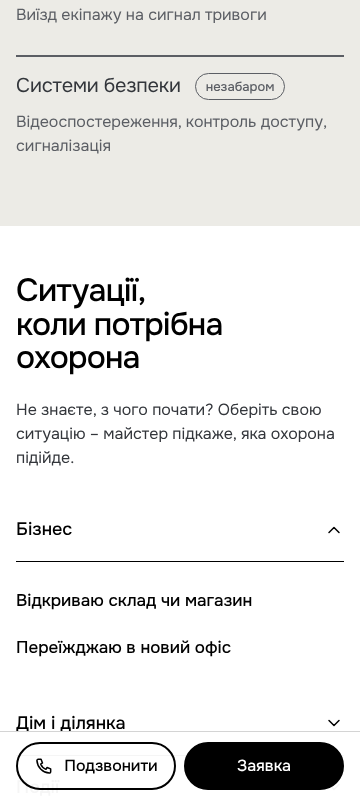 Виїзд екіпажу на сигнал тривоги
Системи безпеки незабаром
Відеоспостереження, контроль доступу,
сигналізація
Ситуації,
коли потрібна
охорона
Не знаєте, з чого почати? Оберіть свою
ситуацію – майстер підкаже, яка охорона
підійде.
Бізнес
Відкриваю склад чи магазин
Переїжджаю в новий офіс
Дім і ділянка
Подзвонити
Заявка